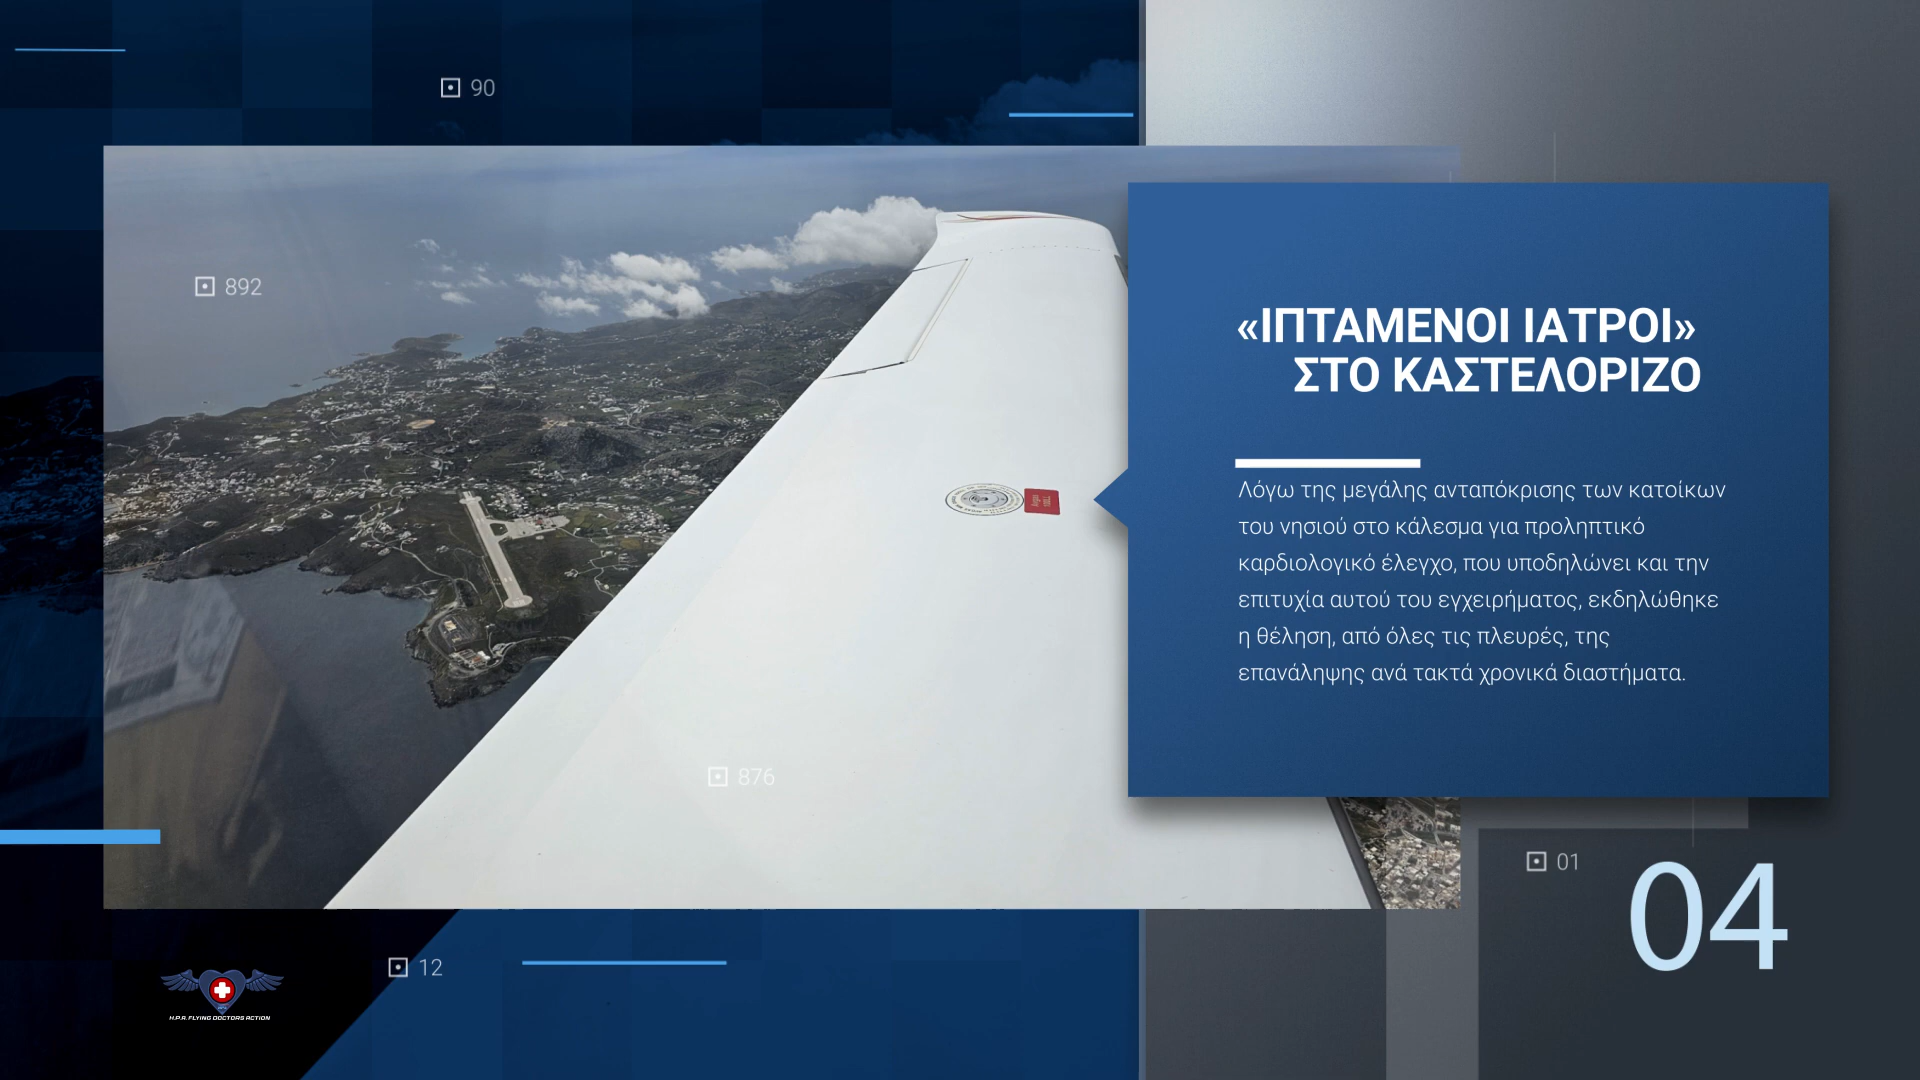 90
892
«ΙΠΤΑΜΕΝΟΙ ΙΑΤΡΟΙ»
ΣΤΟ ΚΑΣΤΕΛΟΡΙΖΟ
Λόγω της μεγάλης ανταπόκρισης των κατοίκων
του νησιού στο κάλεσμα για προληπτικό
καρδιολογικό έλεγχο, που υποδηλώνει και την
επιτυχία αυτού του εγχειρήματος, εκδηλώθηκε
η θέληση, από όλες τις πλευρές, της
επανάληψης ανά τακτά χρονικά διαστήματα.
876
01
04
12
H.P.A. FLYING DOCTORS ACTION